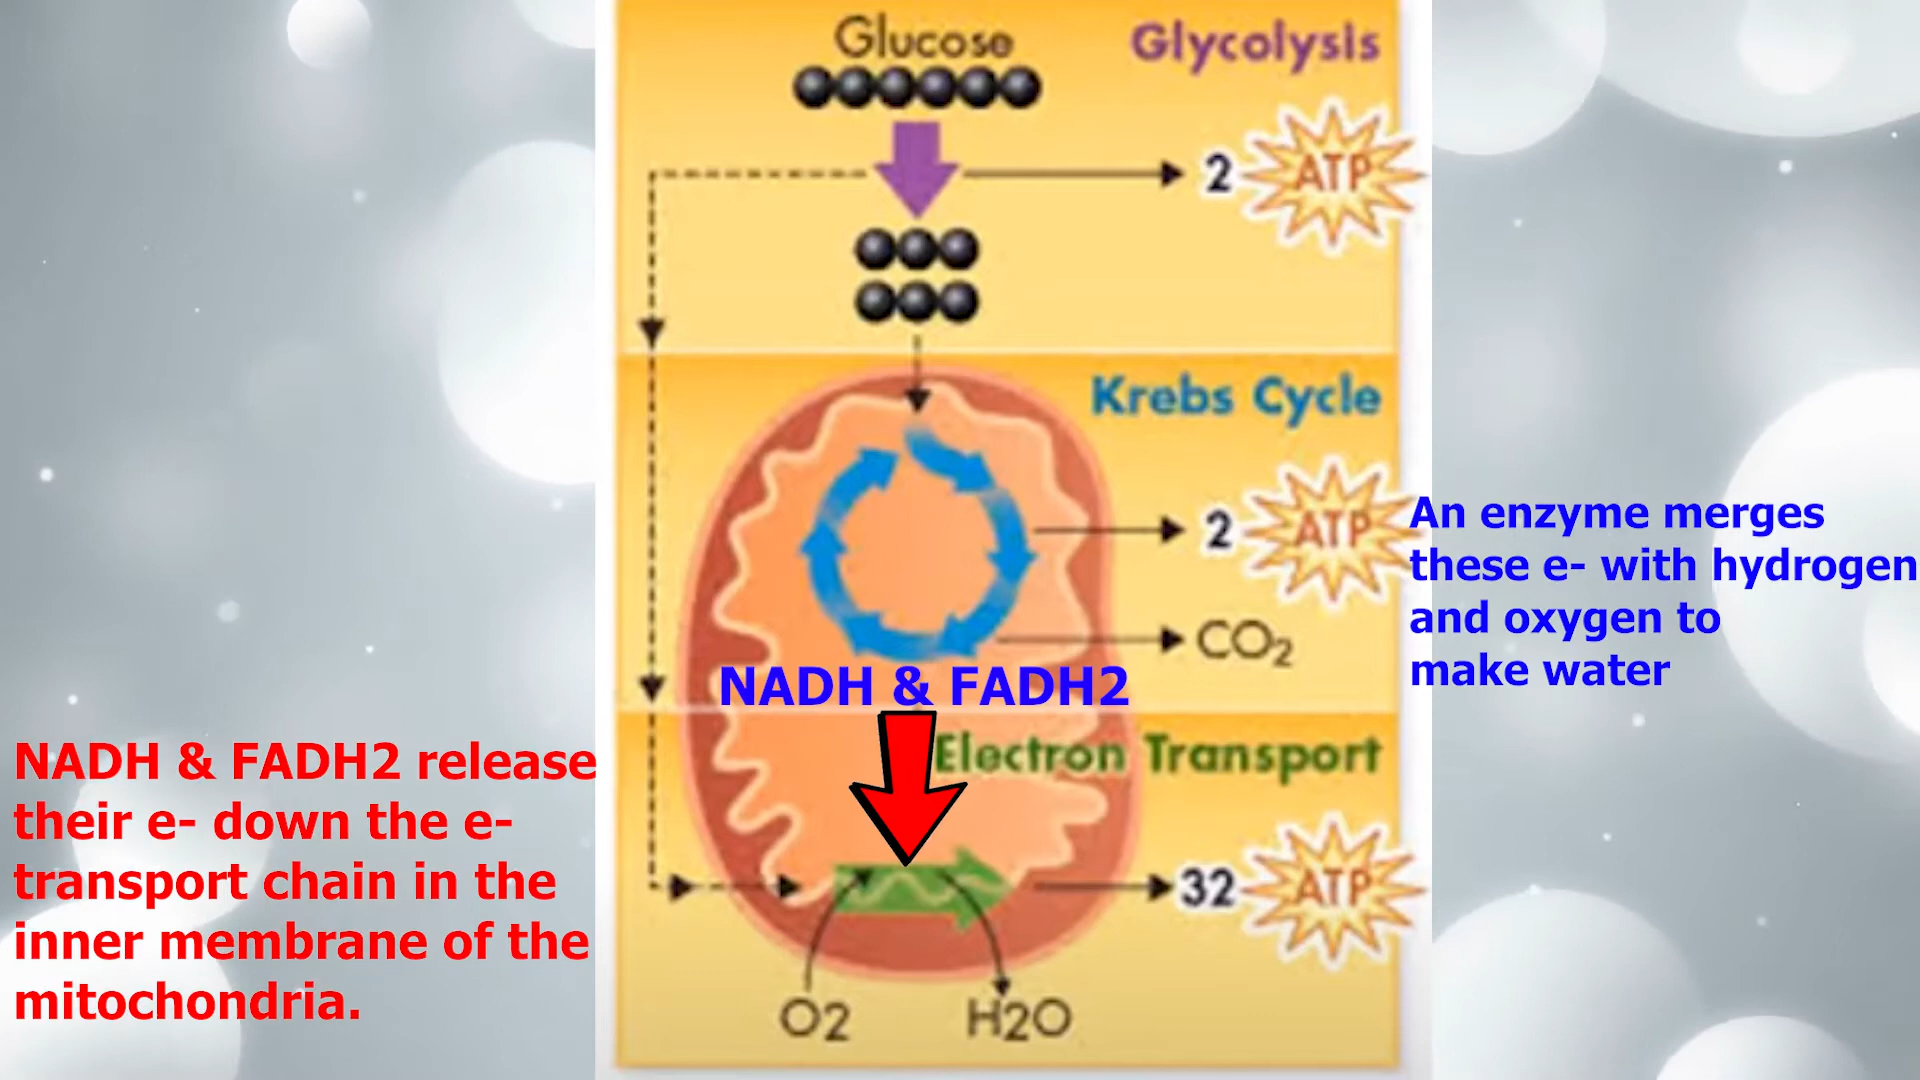 Glucose
Glycolysis
2 ATP
Krebs Cycle
2 ATP
CO₂
NADH & FADH2
Electron Transport
32 ATP
O2
H2O
An enzyme merges
these e- with hydrogen
and oxygen to
make water
NADH & FADH2 release
their e- down the e-
transport chain in the
inner membrane of the
mitochondria.